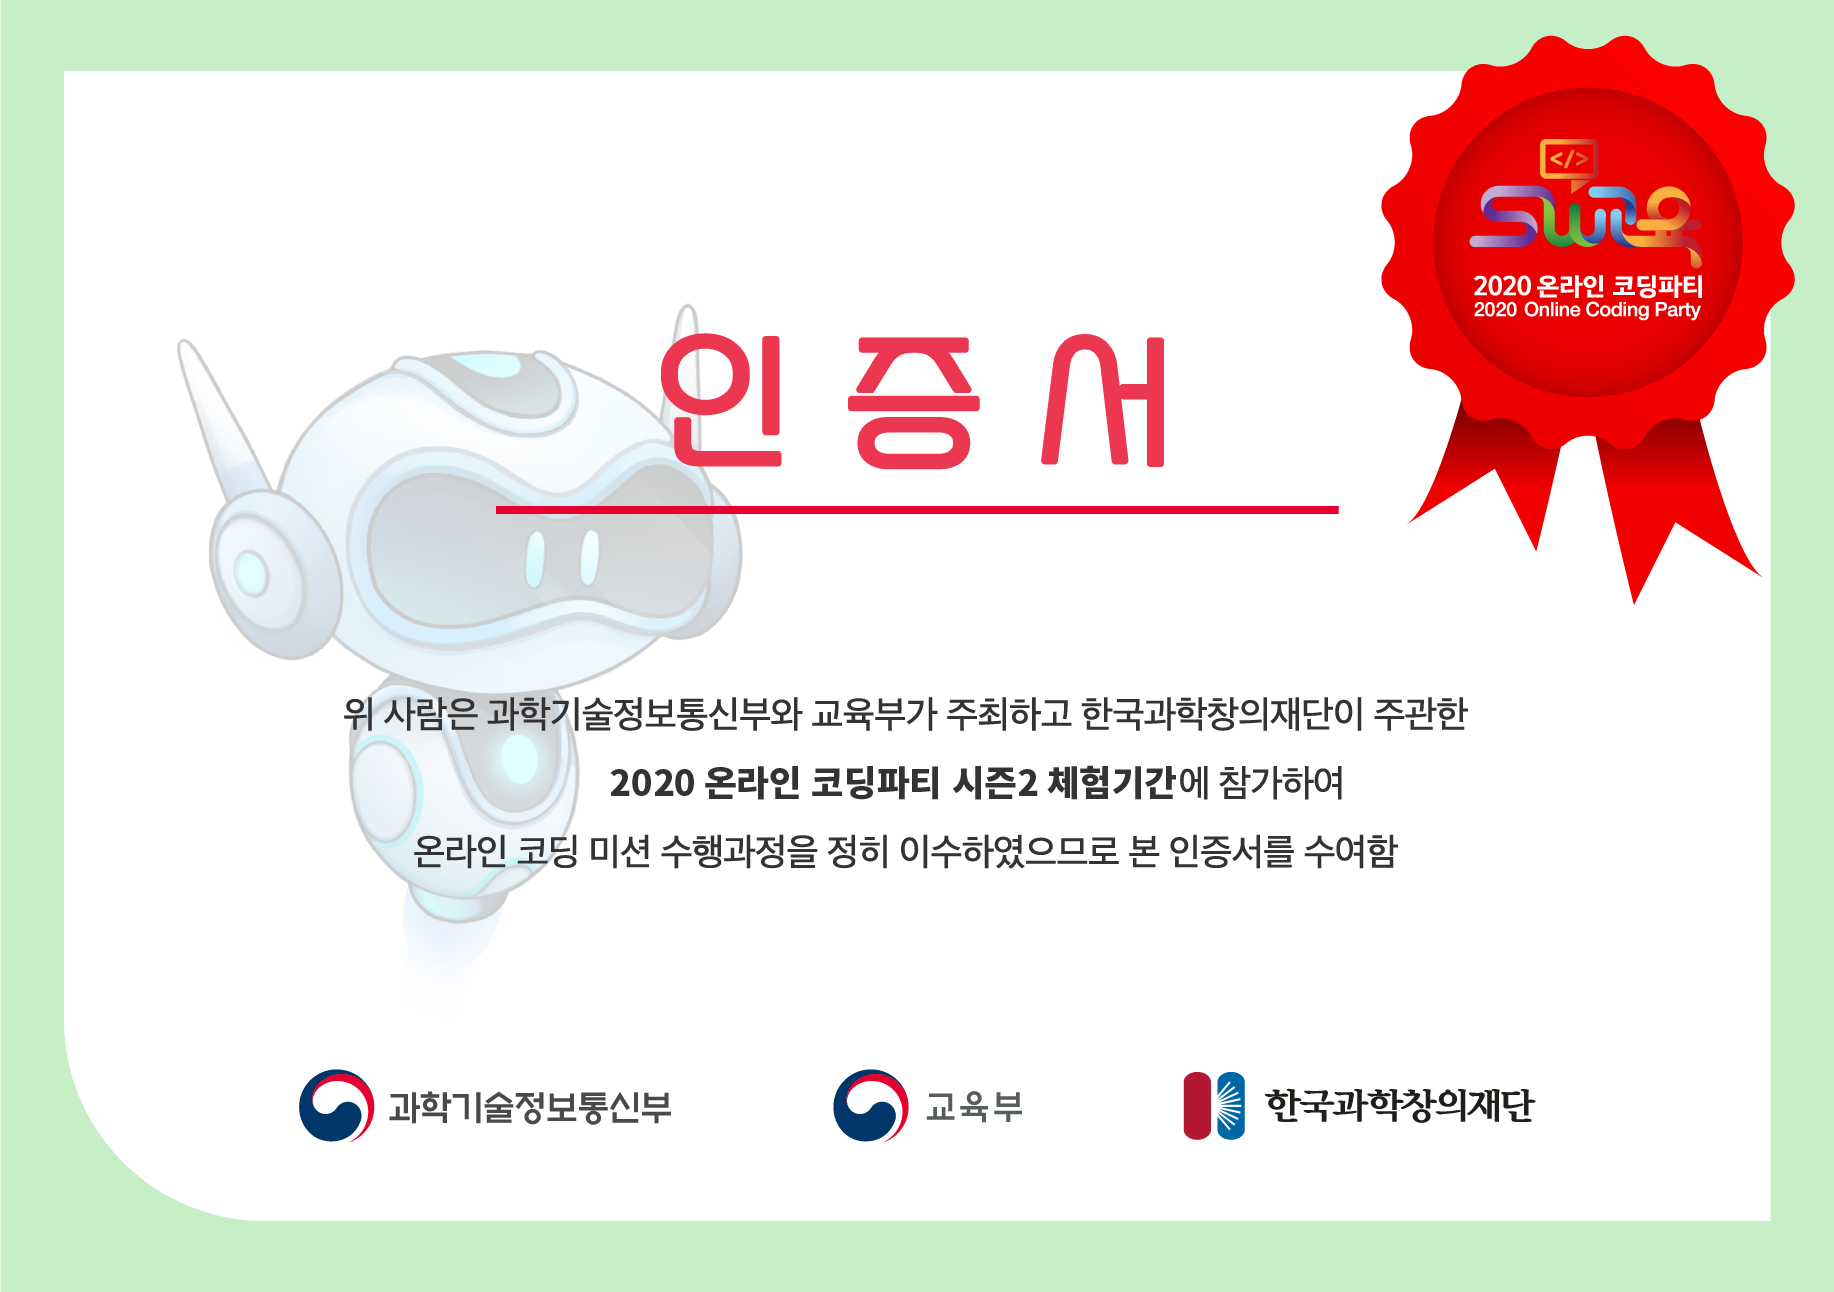 </>
SW교육
2020 온라인 코딩파티
2020 Online Coding Party
인증서
위 사람은 과학기술정보통신부와 교육부가 주최하고 한국과학창의재단이 주관한
2020 온라인 코딩파티 시즌2 체험기간에 참가하여
온라인 코딩 미션 수행과정을 정히 이수하였으므로 본 인증서를 수여함
과학기술정보통신부
교육부
한국과학창의재단